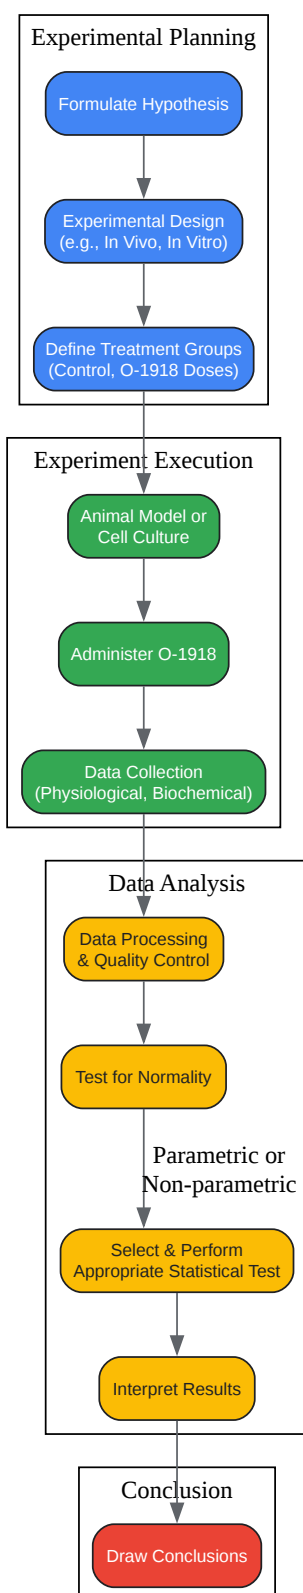 Experimental Planning
Formulate Hypothesis
Experimental Design
(e.g., In Vivo, In Vitro)
Define Treatment Groups
(Control, O-1918 Doses)
Experiment Execution
Animal Model or
Cell Culture
Administer O-1918
Data Collection
(Physiological, Biochemical)
Data Analysis
Data Processing
& Quality Control
Test for Normality
Parametric or
Non-parametric
Select & Perform
Appropriate Statistical Test
Interpret Results
Conclusion
Draw Conclusions